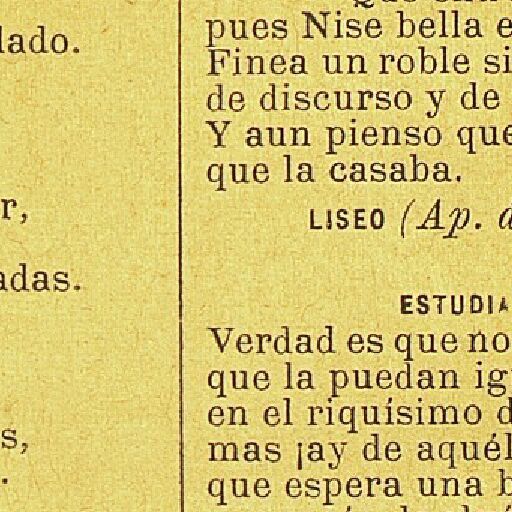 lado.
r,
adas.
s,
pues Nise bella e
Finea un roble si
de discurso y de
Y aun pienso que
que la casaba.
LISEO (Ap.
ESTUDIA
Verdad es que no
que la puedan ig
en el riquísimo d
mas ¡ay de aquél
que espera una b